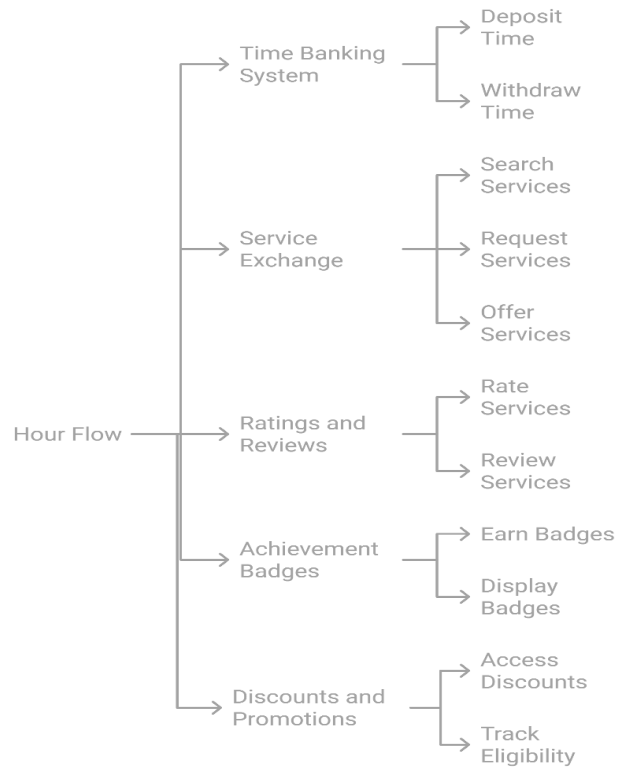 Hour Flow
Time Banking
System
Deposit
Time
Withdraw
Time
Service
Exchange
Search
Services
Request
Services
Offer
Services
Ratings and
Reviews
Rate
Services
Review
Services
Achievement
Badges
Earn Badges
Display
Badges
Discounts and
Promotions
Access
Discounts
Track
Eligibility